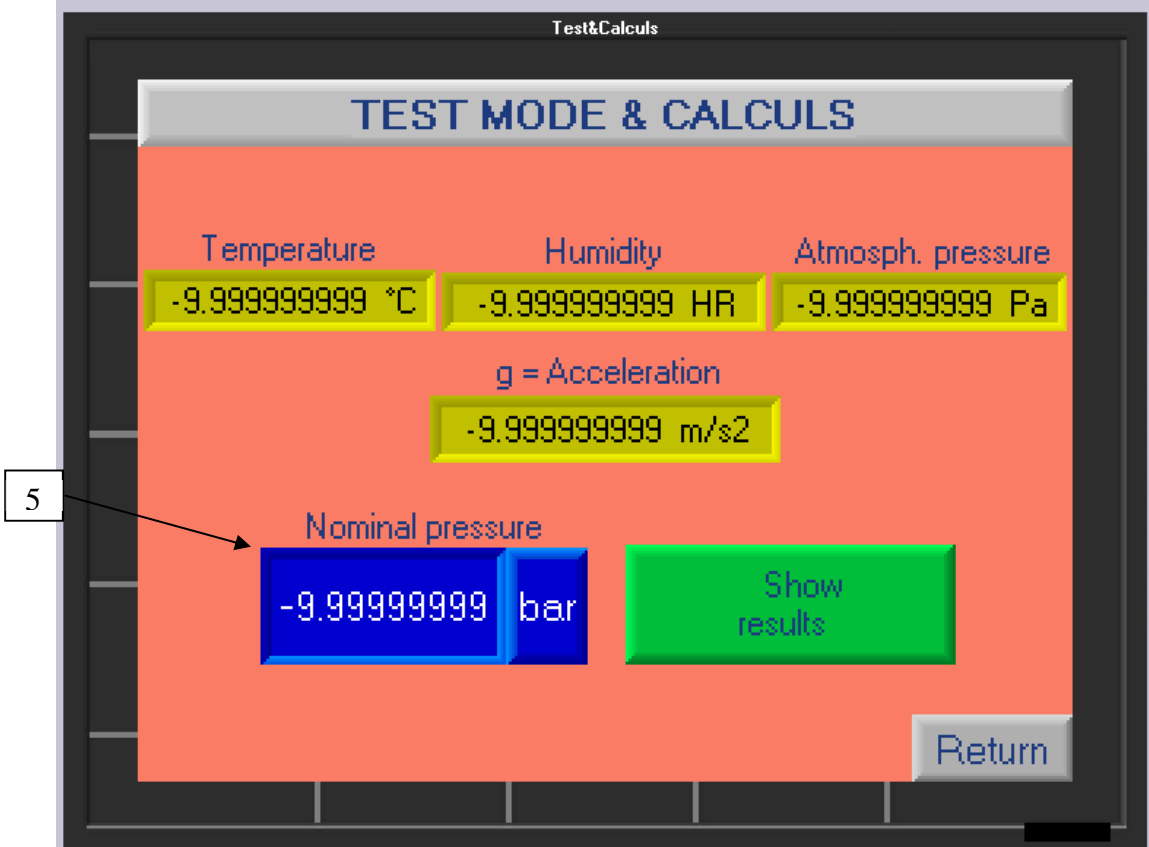 Test&Calculs
TEST MODE & CALCULS
Temperature Humidity Atmosph. pressure
-9.999999999 °C -9.999999999 HR -9.999999999 Pa
g = Acceleration
-9.999999999 m/s2
5
Nominal pressure
-9.99999999 bar
Show
results
Return